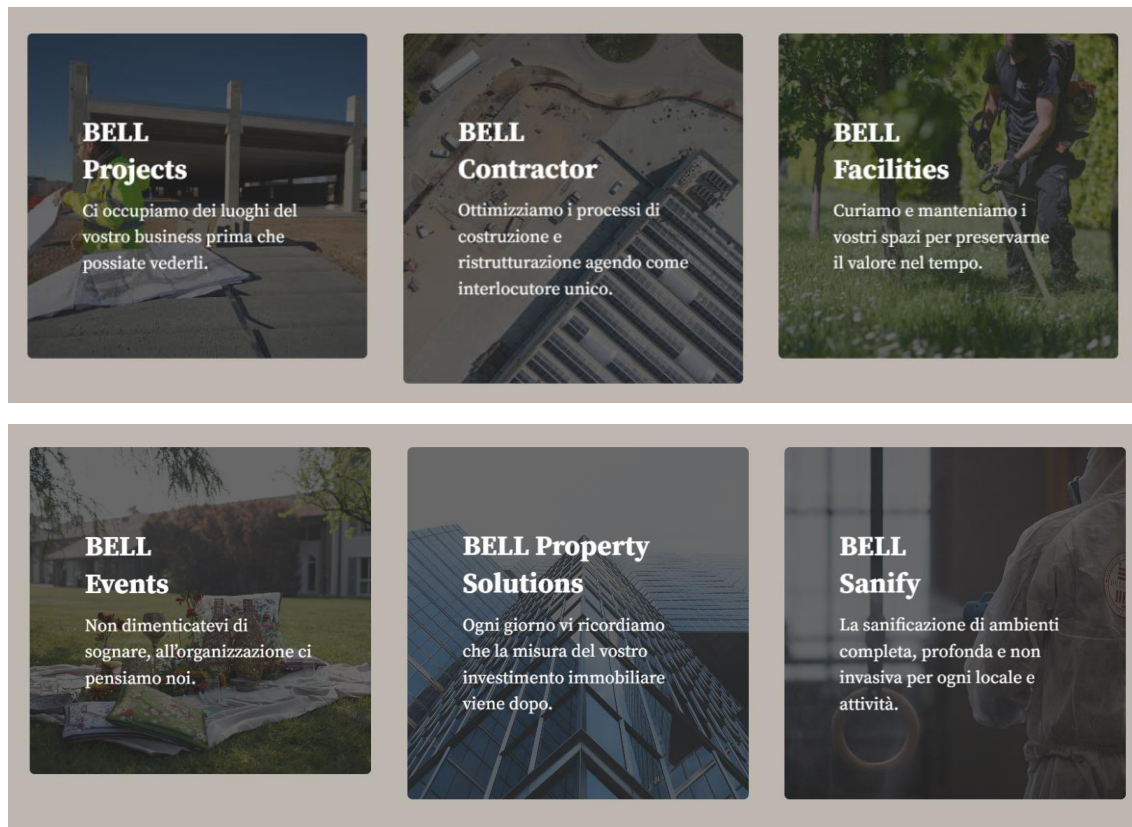 BELL
Projects
Ci occupiamo dei luoghi del
vostro business prima che
possiate vederli.
BELL
Contractor
Ottimizziamo i processi di
costruzione e
ristrutturazione agendo come
interlocutore unico.
BELL
Facilities
Curiamo e manteniamo i
vostri spazi per preservarne
il valore nel tempo.
BELL
Events
Non dimenticatevi di
sognare, all'organizzazione ci
pensiamo noi.
BELL Property
Solutions
Ogni giorno vi ricordiamo
che la misura del vostro
investimento immobiliare
viene dopo.
BELL
Sanify
La sanificazione di ambienti
completa, profonda e non
invasiva per ogni locale e
attività.